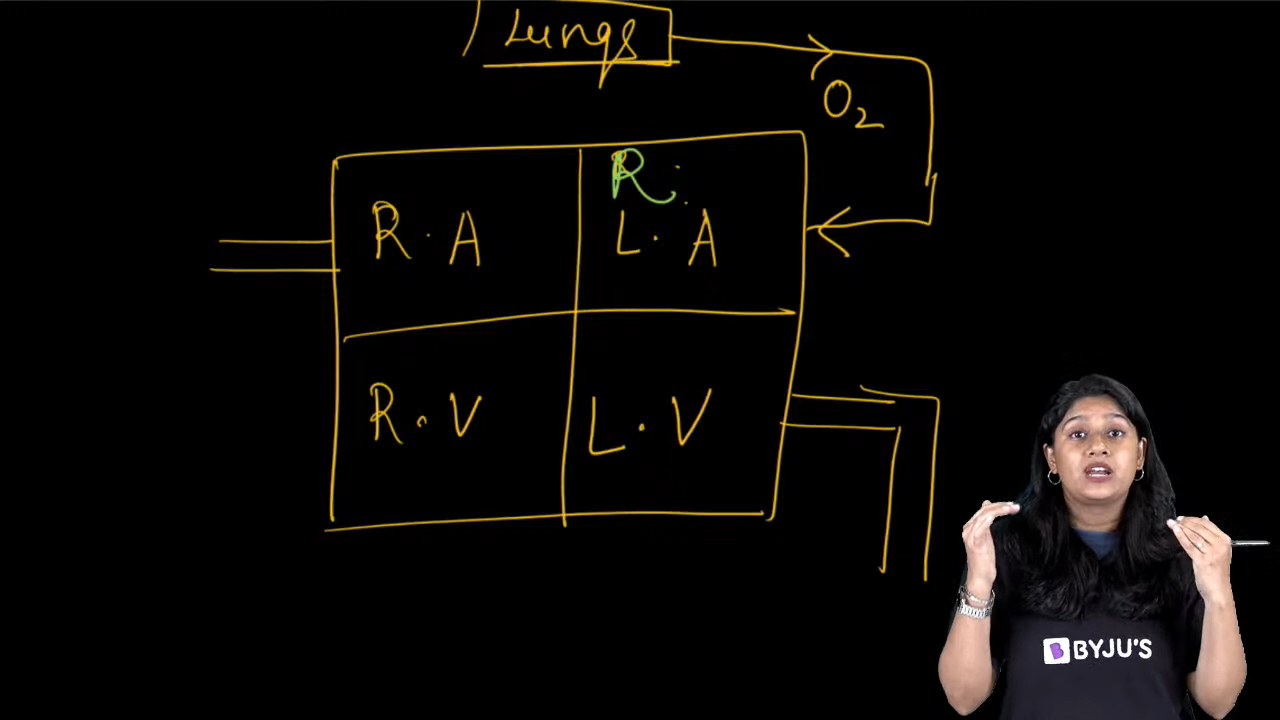 Lungs
O2
R.
R. A
L. A
R. V
L. V
BYJU'S